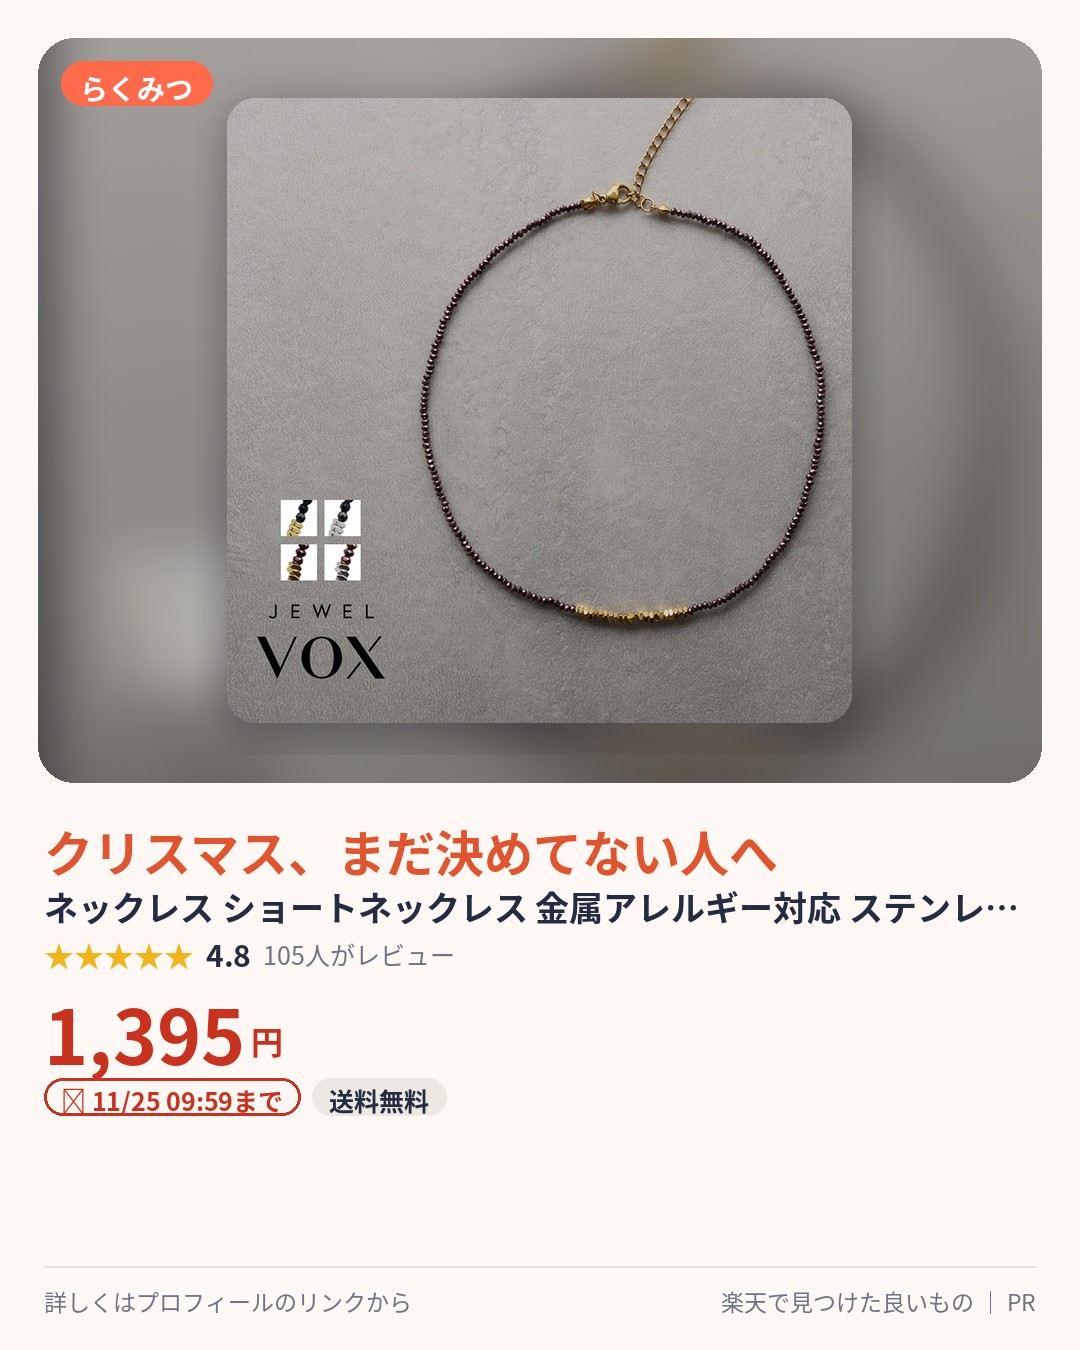 らくみつ
JEWEL
VOX
クリスマス、まだ決めてない人へ
ネックレス ショートネックレス 金属アレルギー対応 ステンレ…
★★★★★ 4.8 105人がレビュー
1,395円
11/25 09:59まで 送料無料
詳しくはプロフィールのリンクから
楽天で見つけた良いもの｜PR